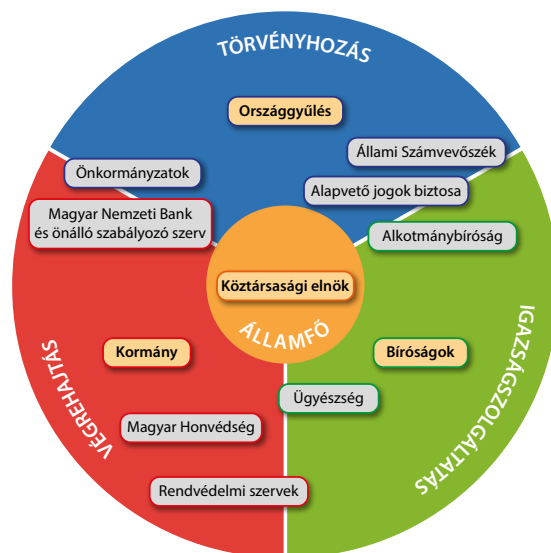 TÖRVÉNYHOZÁS
Országgyűlés
Állami Számvevőszék
Önkormányzatok
Alapvető jogok biztosa
Magyar Nemzeti Bank
és önálló szabályozó szerv
Alkotmánybíróság
Köztársasági elnök
ÁLLAMFŐ
Kormány
Bíróságok
VÉGREHAJTÁS
IGAZSÁGSZOLGÁLTATÁS
Ügyészség
Magyar Honvédség
Rendvédelmi szervek